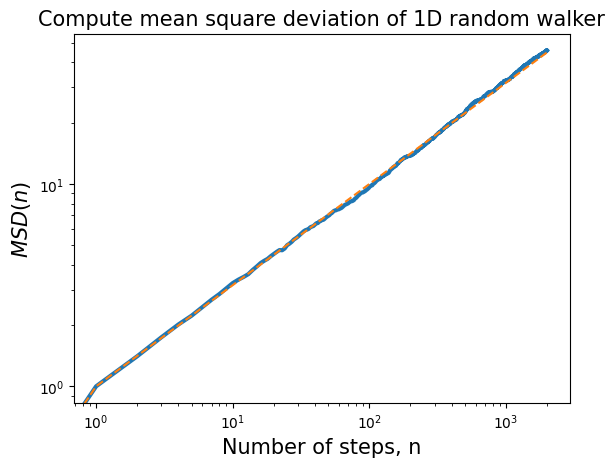 Compute mean square deviation of 1D random walker
MSD(n)
10¹
10⁰
10⁰ 10¹ 10² 10³
Number of steps, n